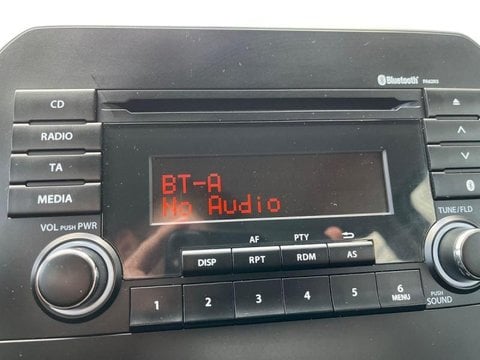 Bluetooth
CD
RADIO
TA
MEDIA
VOL PUSH PWR
BT-A
No Audio
TUNE/FLD
AF
PTY
DISP
RPT
RDM
AS
1
2
3
4
5
6
MENU
PUSH
SOUND